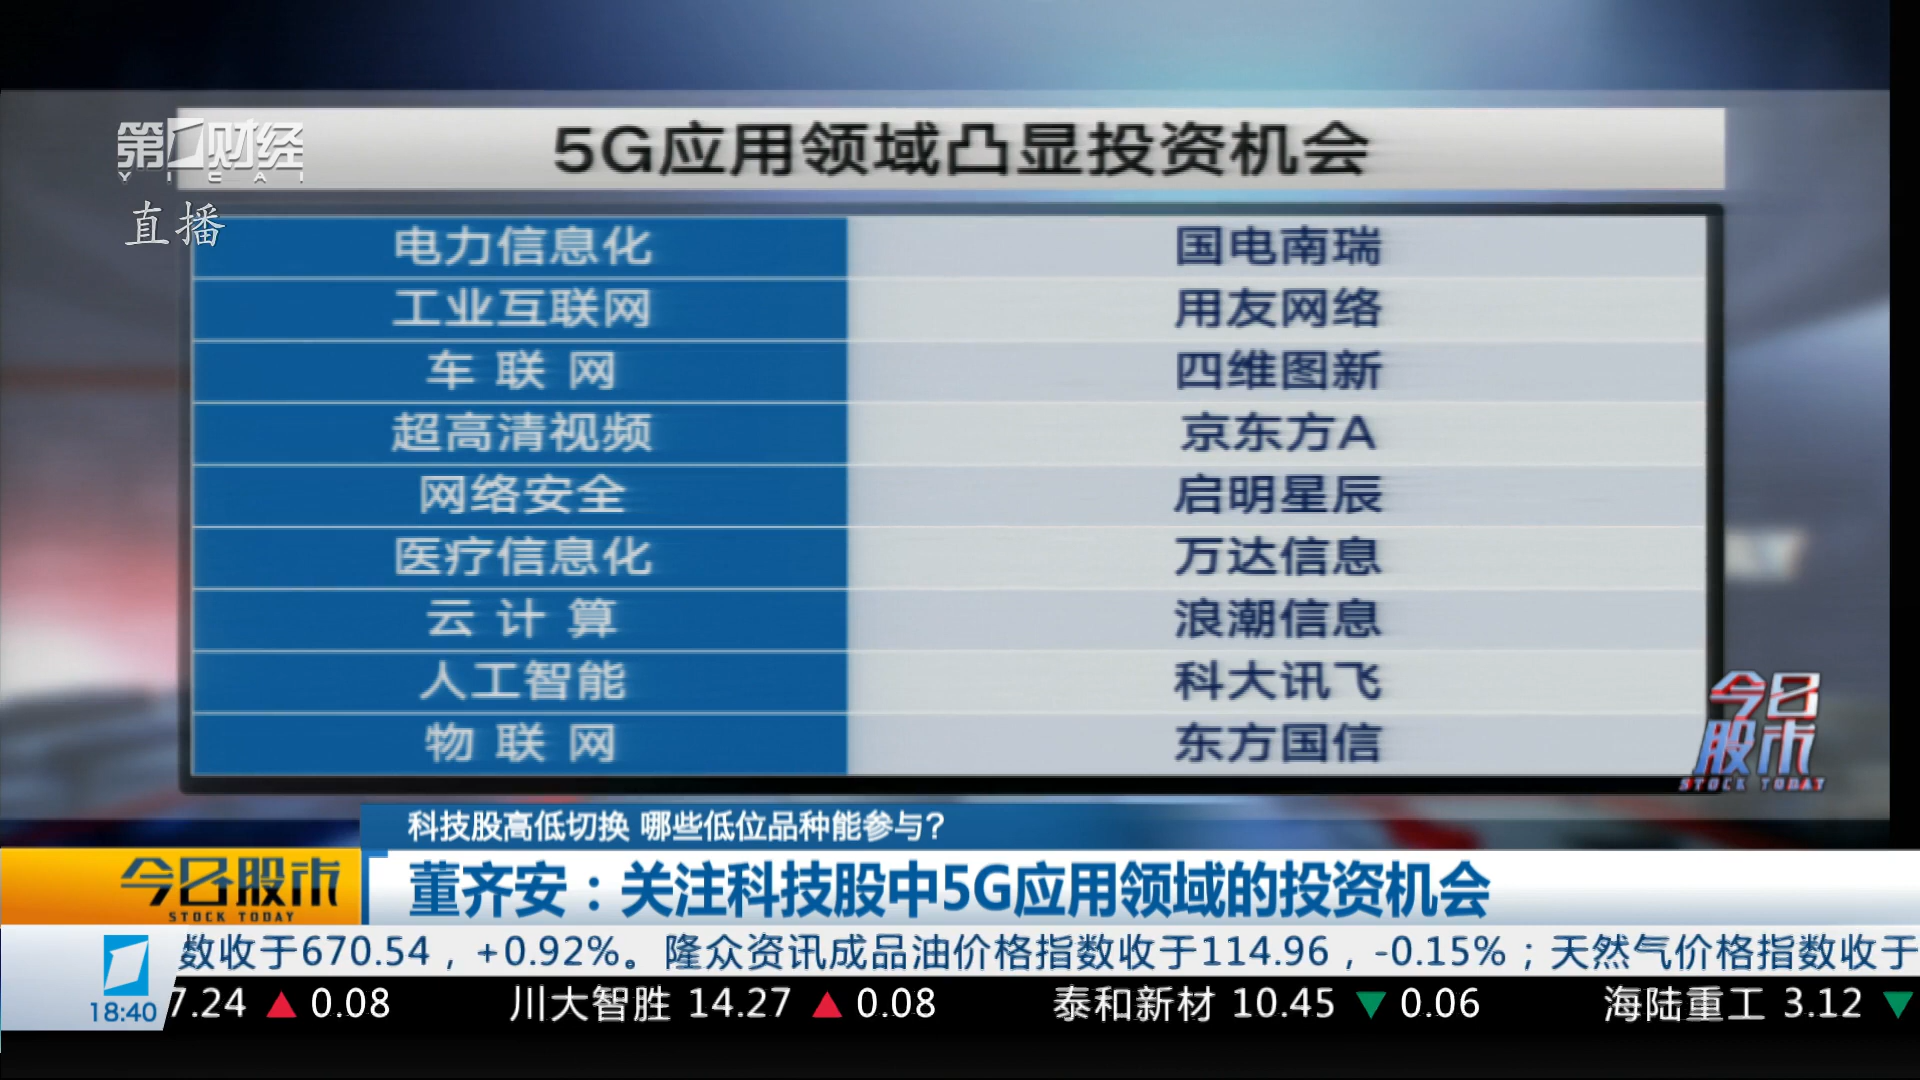 第1财经
YICAI
直播
5G应用领域凸显投资机会
电力信息化 国电南瑞
工业互联网 用友网络
车联网 四维图新
超高清视频 京东方A
网络安全 启明星辰
医疗信息化 万达信息
云计算 浪潮信息
人工智能 科大讯飞
物联网 东方国信
今日股市
STOCK TODAY
科技股高低切换 哪些低位品种能参与?
今日股市
STOCK TODAY
董齐安：关注科技股中5G应用领域的投资机会
数收于670.54，+0.92%。隆众资讯成品油价格指数收于114.96，-0.15%；天然气价格指数收于
18:40
7.24 ▲ 0.08 川大智胜 14.27 ▲ 0.08 泰和新材 10.45 ▼ 0.06 海陆重工 3.12 ▼